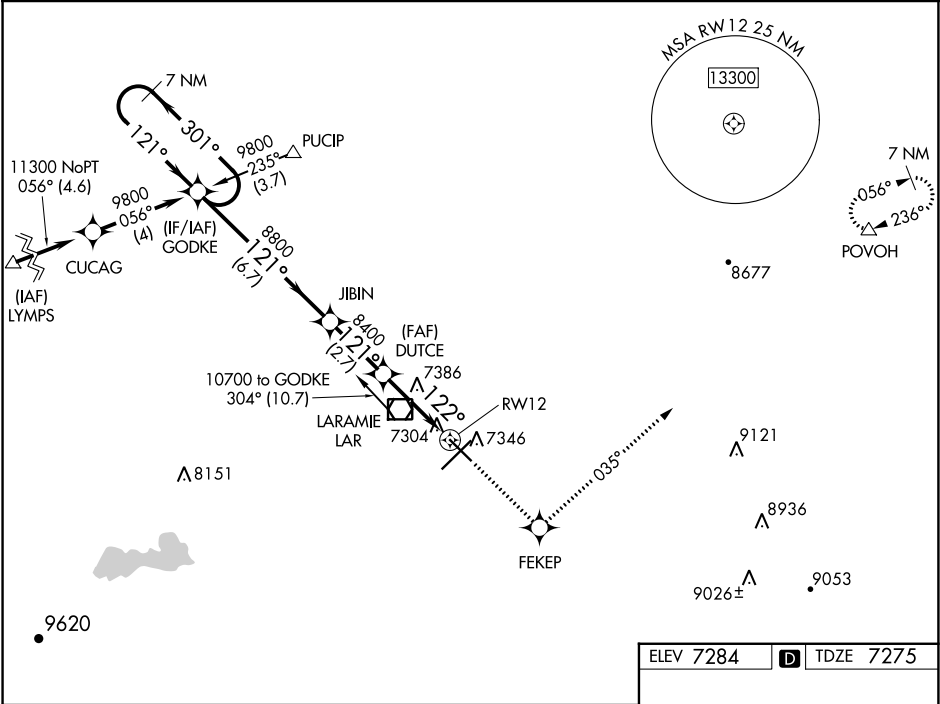 MSA RW12 25 NM
13300
7 NM
301°
121°
9800
235°
(3.7)
PUCIP
11300 NoPT
056° (4.6)
9800
056°
(4)
(IF/IAF)
GODKE
CUCAG
(IAF)
LYMPS
7 NM
056°
236°
POVOH
8677
8800
121°
(6.7)
JIBIN
8400
121°
(2.7)
(FAF)
DUTCE
7386
10700 to GODKE
304° (10.7)
122°
RW12
LARAMIE
LAR
7304
7346
035°
9121
8151
8936
FEKEP
9026±
9053
9620
ELEV 7284
D
TDZE 7275